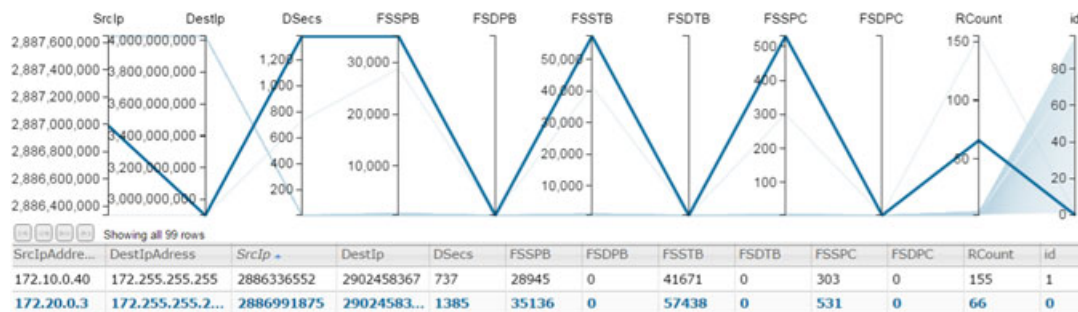 SrcIp DestIp DSecs FSSPB FSDPB FSSTB FSDTB FSSPC FSDPC RCount id
2,887,600,000 4,000,000,000 1,200 30,000 50,000 500 150 80
2,887,400,000 3,800,000,000 1,000 40,000 400 60
2,887,200,000 3,600,000,000 800 20,000 30,000 300 100 40
2,887,000,000 3,400,000,000 600 20,000 200 50 20
2,886,800,000 3,200,000,000 400 10,000 10,000 100 0
2,886,600,000 3,000,000,000 200
2,886,400,000
Showing all 99 rows
SrcIpAddre... DestIpAdress SrcIp DestIp DSecs FSSPB FSDPB FSSTB FSDTB FSSPC FSDPC RCount id
172.10.0.40 172.255.255.255 2886336552 2902458367 737 28945 0 41671 0 303 0 155 1
172.20.0.3 172.255.255.2... 2886991875 29024583... 1385 35136 0 57438 0 531 0 66 0